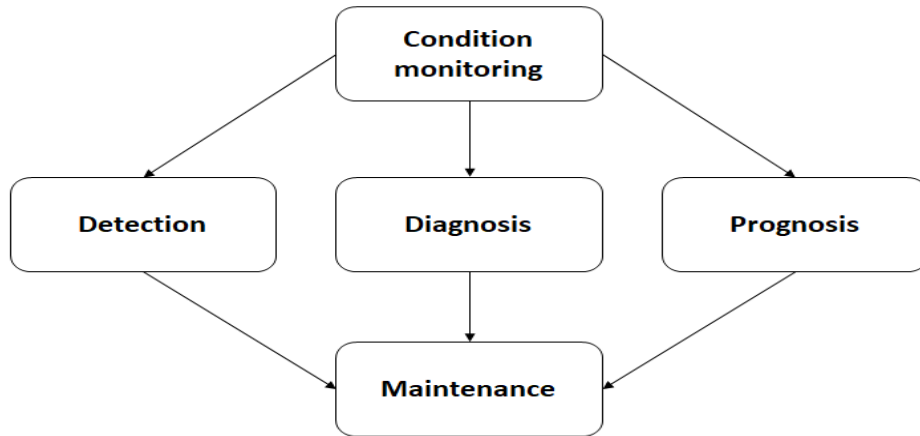 Condition
monitoring
Detection
Diagnosis
Prognosis
Maintenance